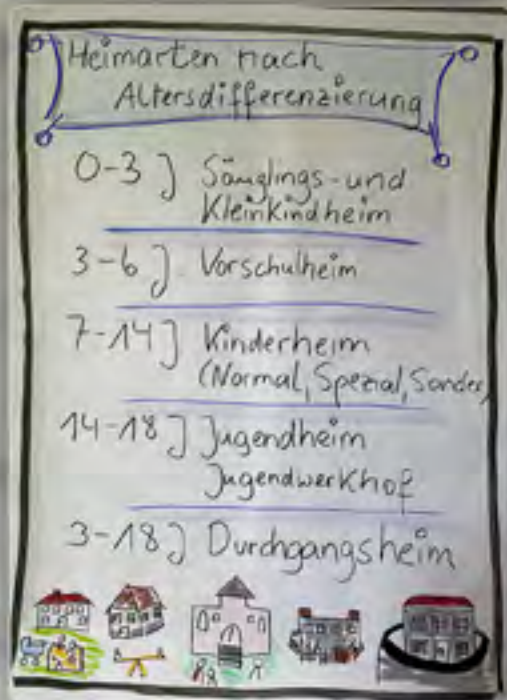 Heimarten nach
Altersdifferenzierung
0-3 J Säuglings- und
Kleinkindheim
3-6 J. Vorschulheim
7-14 J Kinderheim
(Normal, Spezial, Sonder)
14-18 J Jugendheim
Jugendwerkhof
3-18 J Durchgangsheim